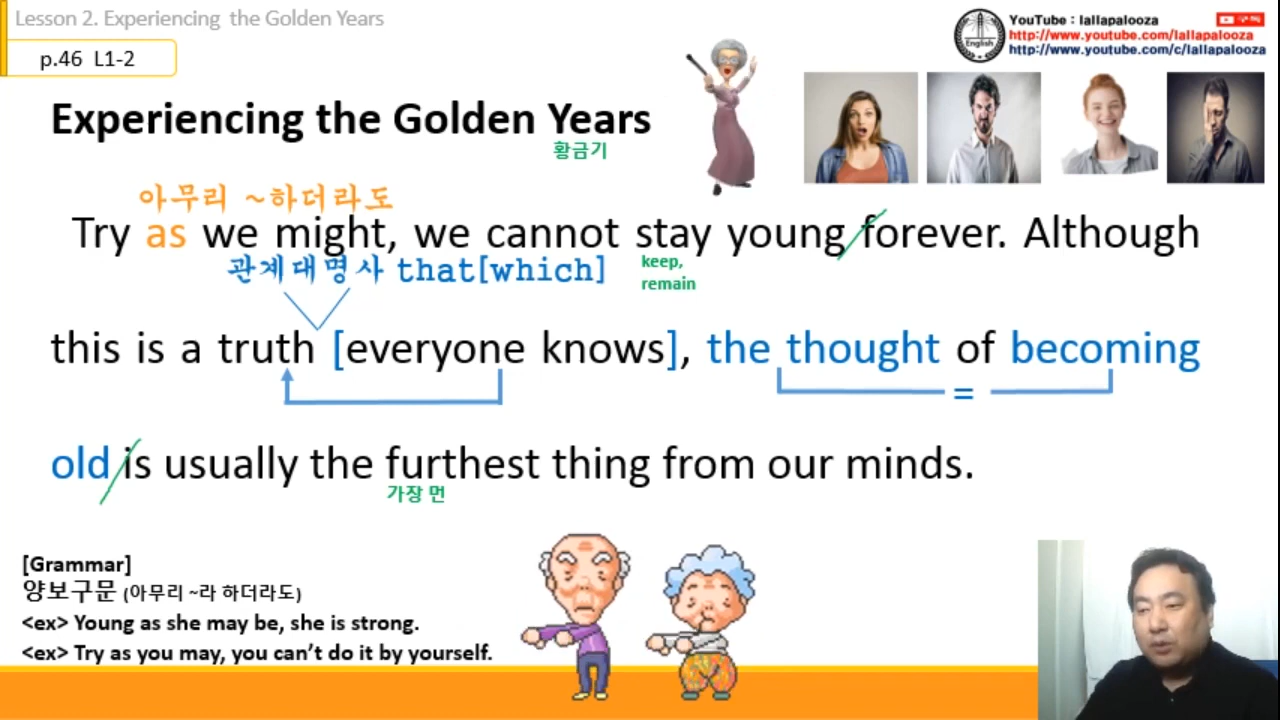 Lesson 2. Experiencing the Golden Years
YouTube : lallapalooza
구독
http://www.youtube.com/lallapalooza
http://www.youtube.com/c/lallapalooza
English
p.46 L1-2
Experiencing the Golden Years
황금기
아무리 ~하더라도
Try as we might, we cannot stay young forever. Although
관계대명사 that[which]
keep,
remain
this is a truth [everyone knows], the thought of becoming
=
old is usually the furthest thing from our minds.
가장 먼
[Grammar]
양보구문 (아무리 ~라 하더라도)
<ex> Young as she may be, she is strong.
<ex> Try as you may, you can’t do it by yourself.